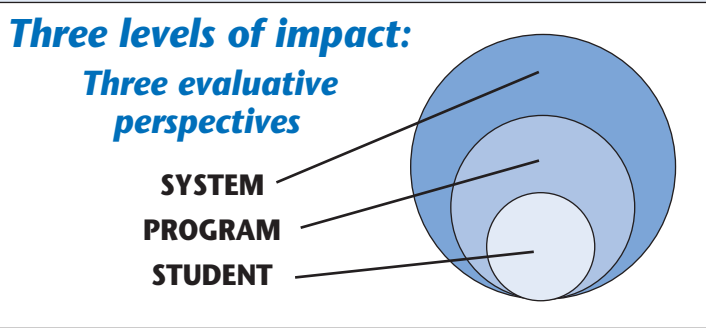 Three levels of impact:
Three evaluative
perspectives
SYSTEM
PROGRAM
STUDENT